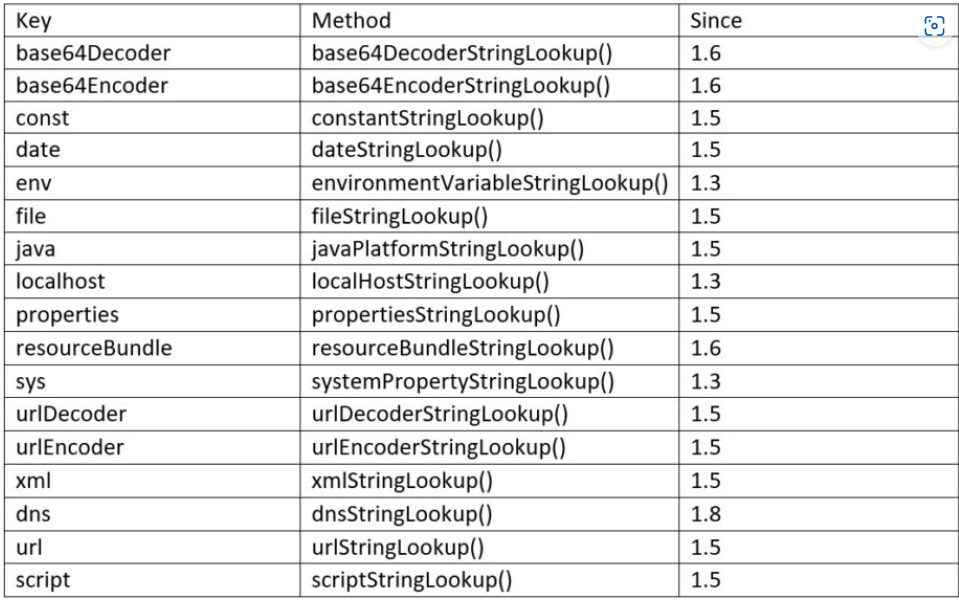 Key Method Since
base64Decoder base64DecoderStringLookup() 1.6
base64Encoder base64EncoderStringLookup() 1.6
const constantStringLookup() 1.5
date dateStringLookup() 1.5
env environmentVariableStringLookup() 1.3
file fileStringLookup() 1.5
java javaPlatformStringLookup() 1.5
localhost localHostStringLookup() 1.3
properties propertiesStringLookup() 1.5
resourceBundle resourceBundleStringLookup() 1.6
sys systemPropertyStringLookup() 1.3
urlDecoder urlDecoderStringLookup() 1.5
urlEncoder urlEncoderStringLookup() 1.5
xml xmlStringLookup() 1.5
dns dnsStringLookup() 1.8
url urlStringLookup() 1.5
script scriptStringLookup() 1.5